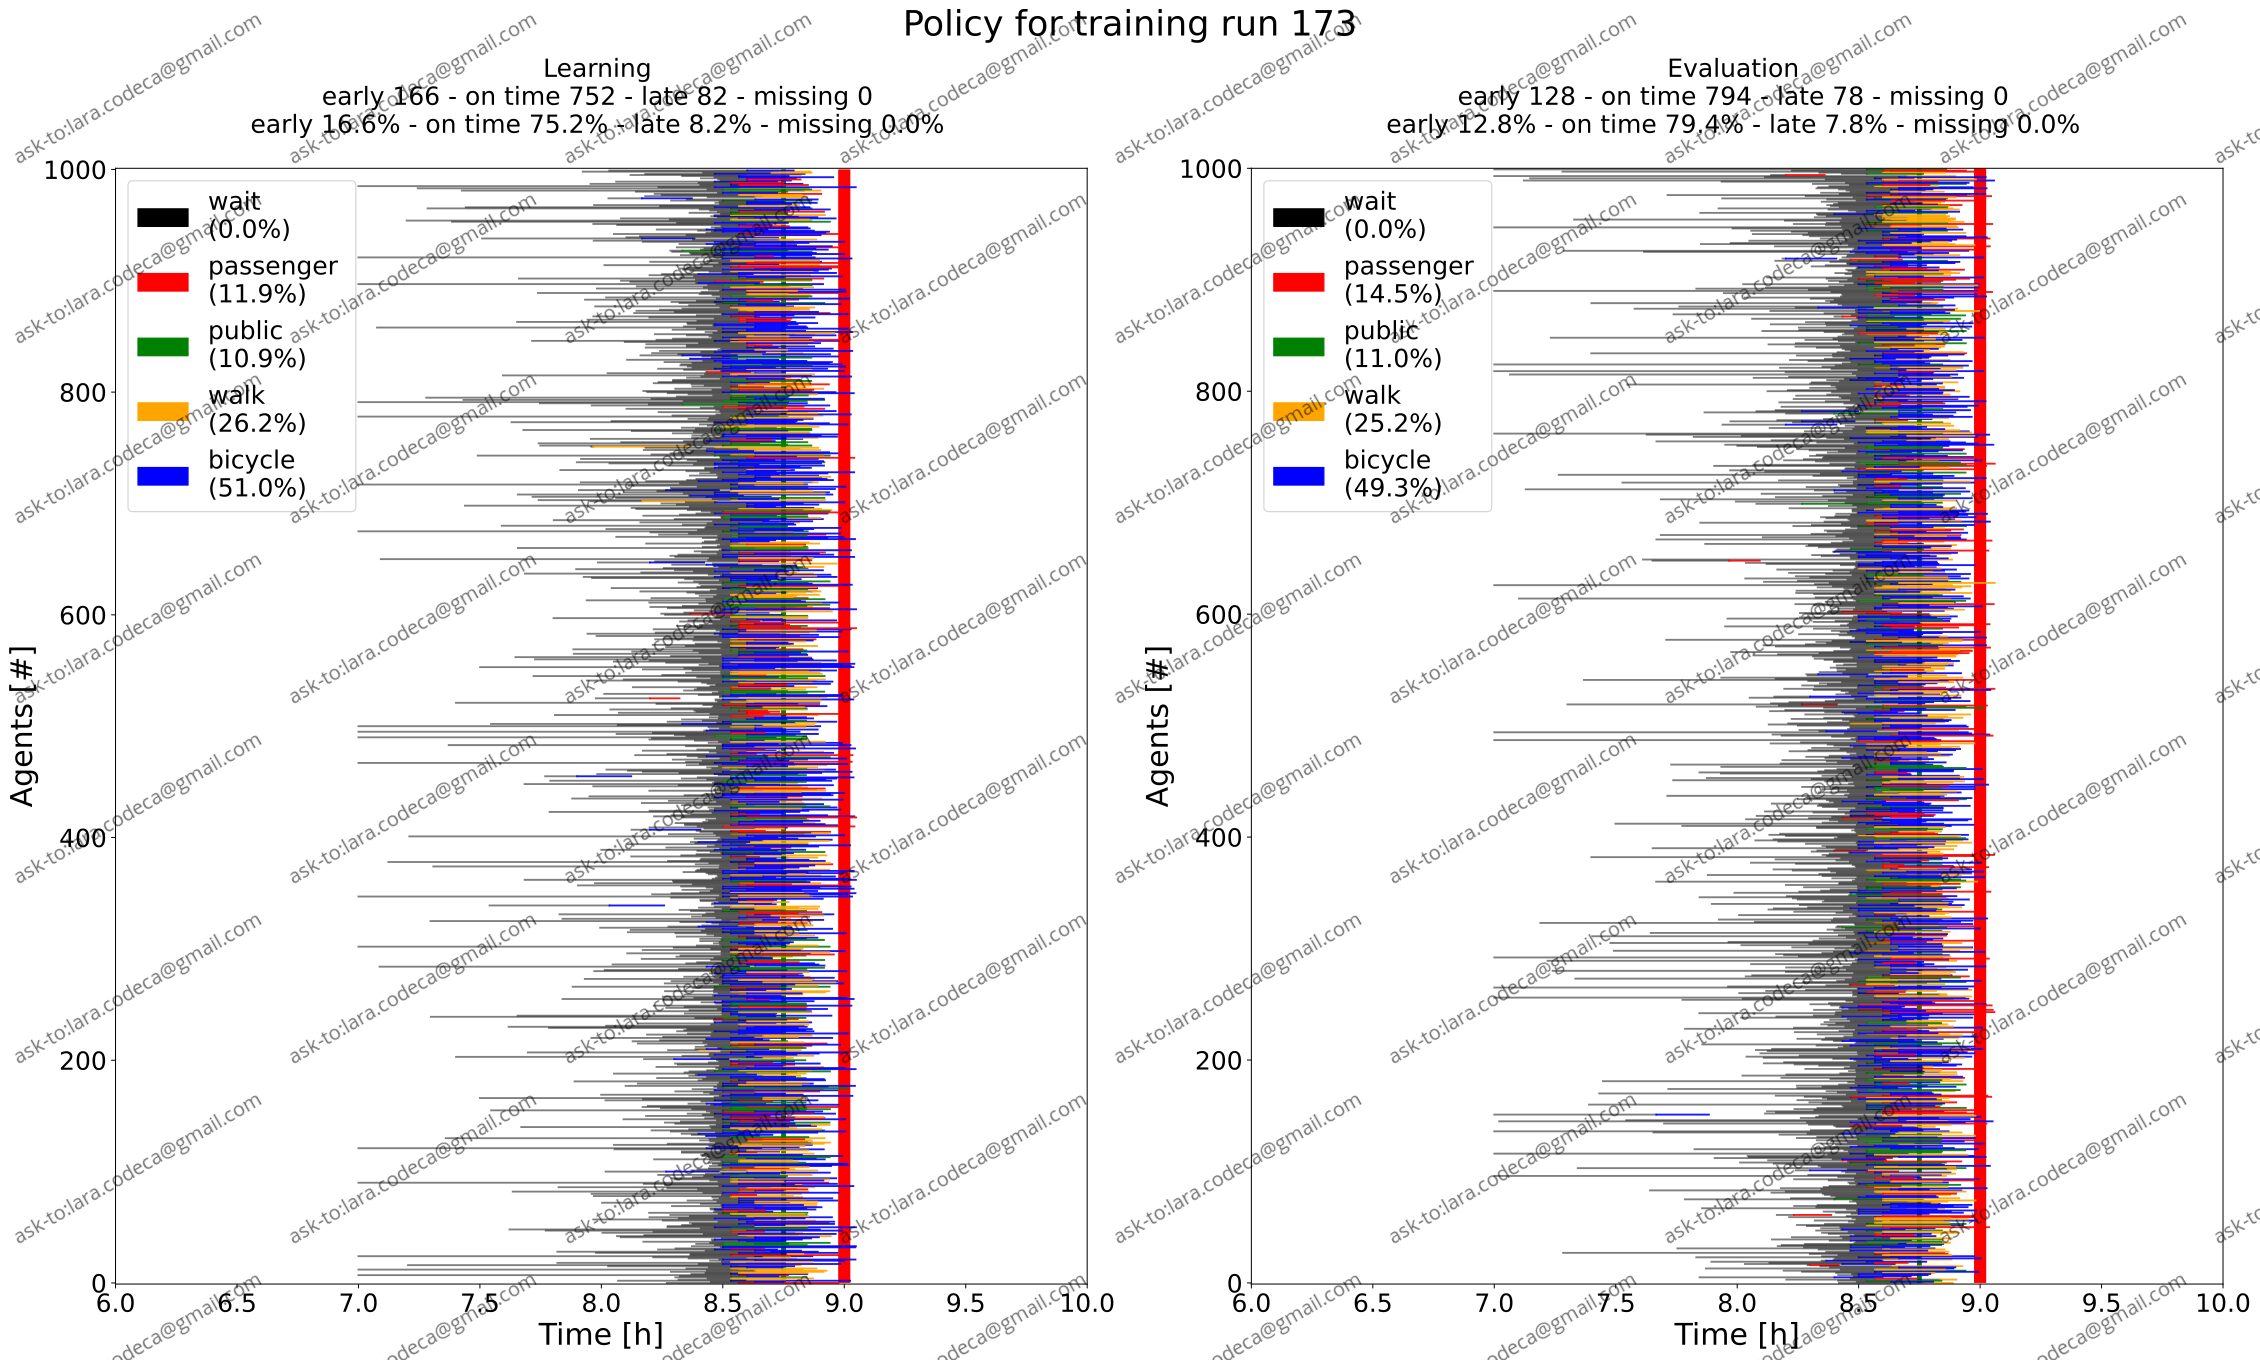 Policy for training run 173
Learning
early 166 - on time 752 - late 82 - missing 0
early 16.6% - on time 75.2% - late 8.2% - missing 0.0%
1000
800
600
400
200
0
Agents [#]
wait
(0.0%)
passenger
(11.9%)
public
(10.9%)
walk
(26.2%)
bicycle
(51.0%)
6.0 6.5 7.0 7.5 8.0 8.5 9.0 9.5 10.0
Time [h]
Evaluation
early 128 - on time 794 - late 78 - missing 0
early 12.8% - on time 79.4% - late 7.8% - missing 0.0%
1000
800
600
400
200
0
Agents [#]
wait
(0.0%)
passenger
(14.5%)
public
(11.0%)
walk
(25.2%)
bicycle
(49.3%)
6.0 6.5 7.0 7.5 8.0 8.5 9.0 9.5 10.0
Time [h]
ask-to:lara.codeca@gmail.com